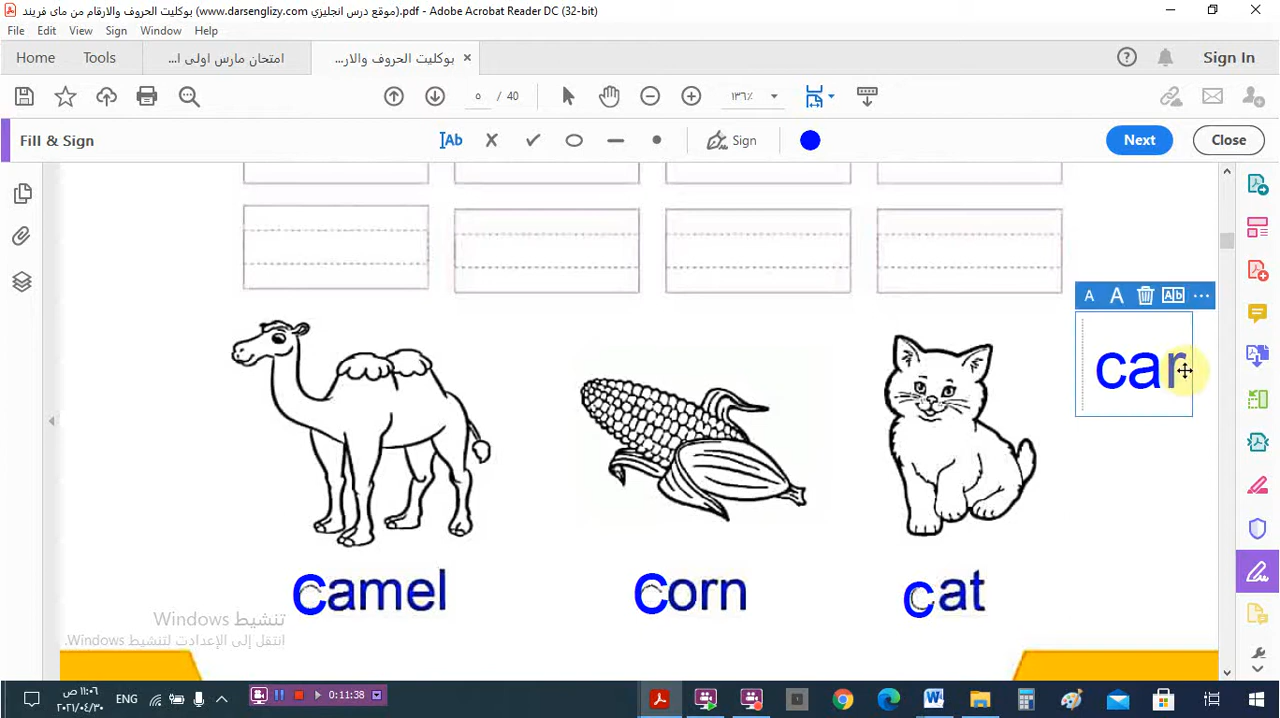 بوكليت الحروف والارقام من ماى فريند (موقع درس انجليزي www.darsenglizy.com).pdf - Adobe Acrobat Reader DC (32-bit)
File Edit View Sign Window Help
Home Tools امتحان مارس اولى ا... بوكليت الحروف والار... Sign In
٥ / 40 ١٣٦٪
Fill & Sign Ab Sign Next Close
A A Ab
car
camel corn cat
تنشيط Windows
انتقل إلى الإعدادت لتنشيط Windows.
١١:٠٦ ص
٢٠٢١/٠٤/٣٠
ENG
0:11:38